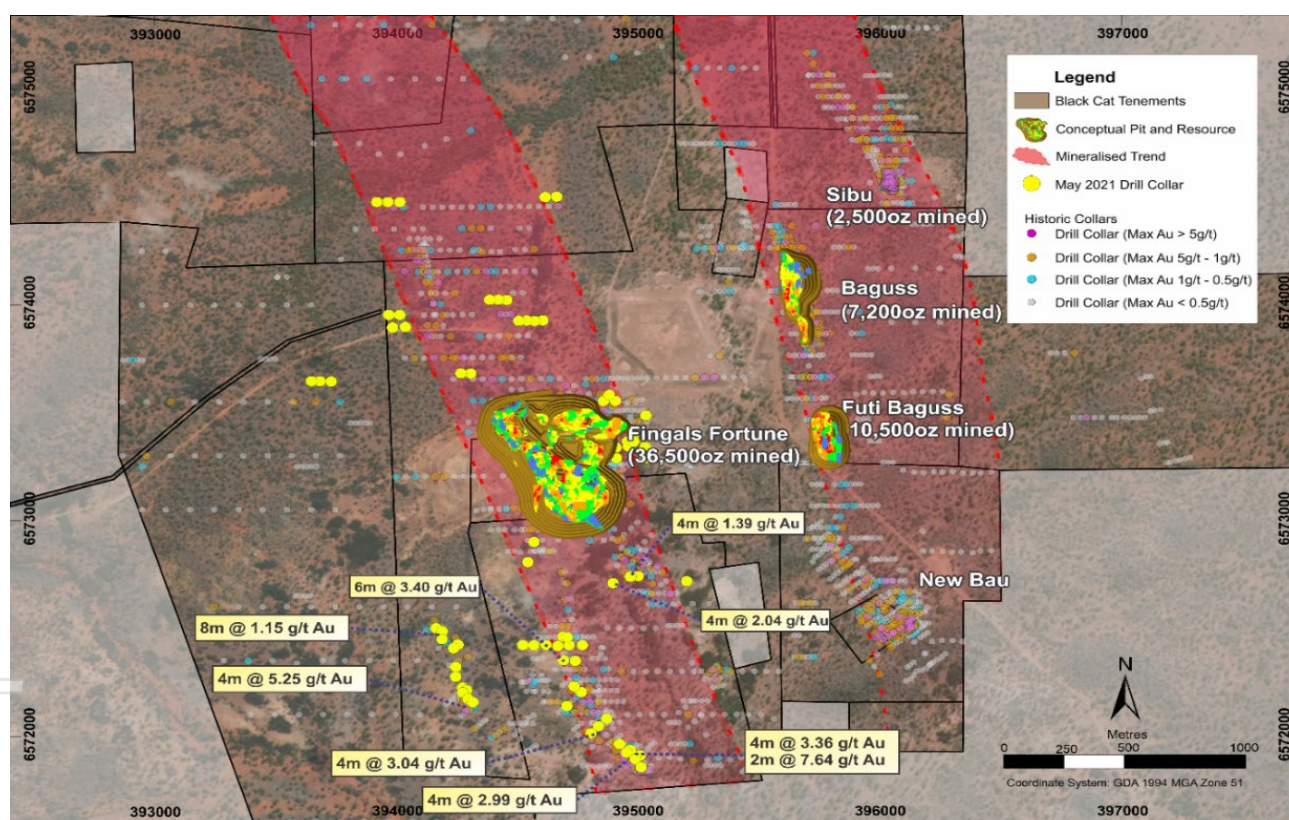 393000
394000
395000
396000
397000
6575000
6575000
Legend
Black Cat Tenements
Conceptual Pit and Resource
Mineralised Trend
May 2021 Drill Collar
Historic Collars
Drill Collar (Max Au > 5g/t)
Drill Collar (Max Au 5g/t - 1g/t)
Drill Collar (Max Au 1g/t - 0.5g/t)
Drill Collar (Max Au < 0.5g/t)
Sibu
(2,500oz mined)
6574000
6574000
Baguss
(7,200oz mined)
Futi Baguss
(10,500oz mined)
Fingals Fortune
(36,500oz mined)
6573000
6573000
4m @ 1.39 g/t Au
New Bau
6m @ 3.40 g/t Au
4m @ 2.04 g/t Au
8m @ 1.15 g/t Au
4m @ 5.25 g/t Au
N
6572000
6572000
4m @ 3.04 g/t Au
4m @ 3.36 g/t Au
2m @ 7.64 g/t Au
4m @ 2.99 g/t Au
Metres
0 250 500 1000
Coordinate System: GDA 1994 MGA Zone 51
393000
394000
395000
396000
397000